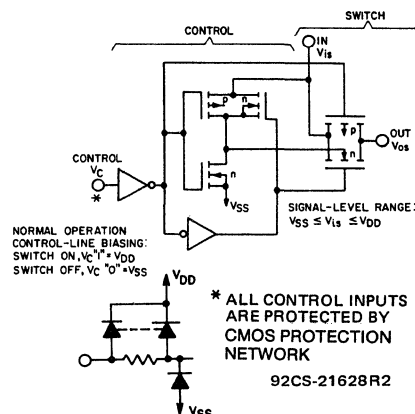 SWITCH
CONTROL
IN
Vis
p
n
p
n
OUT
Vos
CONTROL
VC
*
n
VSS
SIGNAL-LEVEL RANGE:
VSS ≤ Vis ≤ VDD
NORMAL OPERATION
CONTROL-LINE BIASING:
SWITCH ON, VC "1" = VDD
SWITCH OFF, VC "0" = VSS
VDD
* ALL CONTROL INPUTS
ARE PROTECTED BY
CMOS PROTECTION
NETWORK
92CS-21628R2
VSS